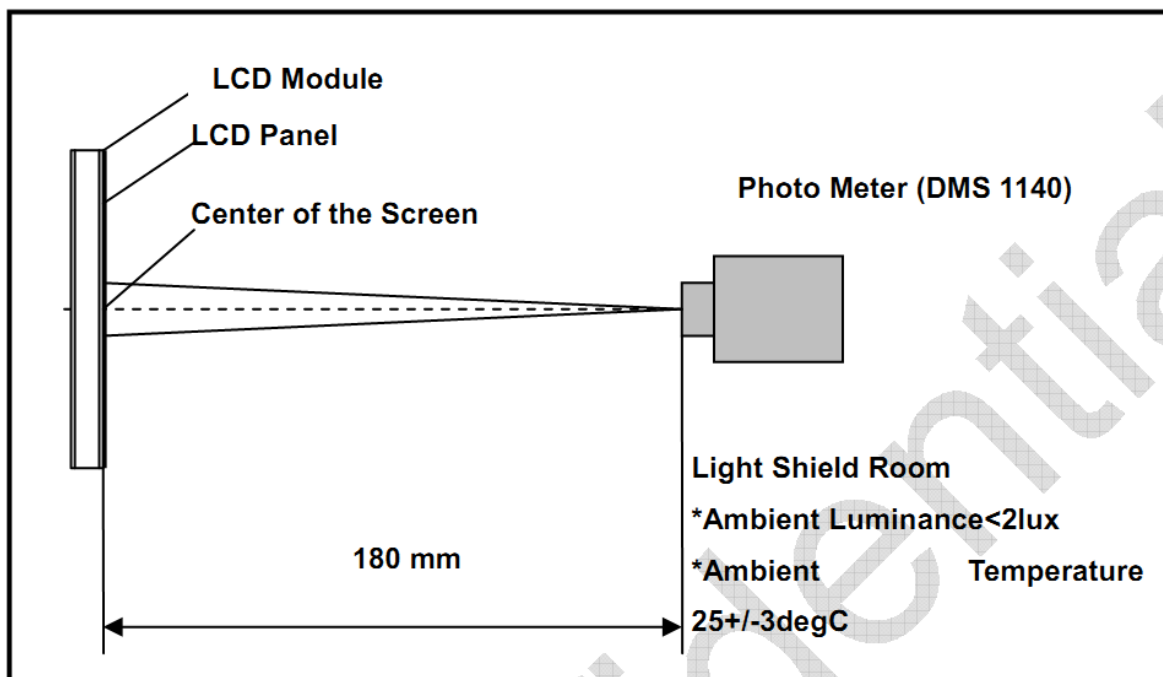 LCD Module
LCD Panel
Center of the Screen
Photo Meter (DMS 1140)
Light Shield Room
*Ambient Luminance<2lux
*Ambient Temperature
25+/-3degC
180 mm
identia